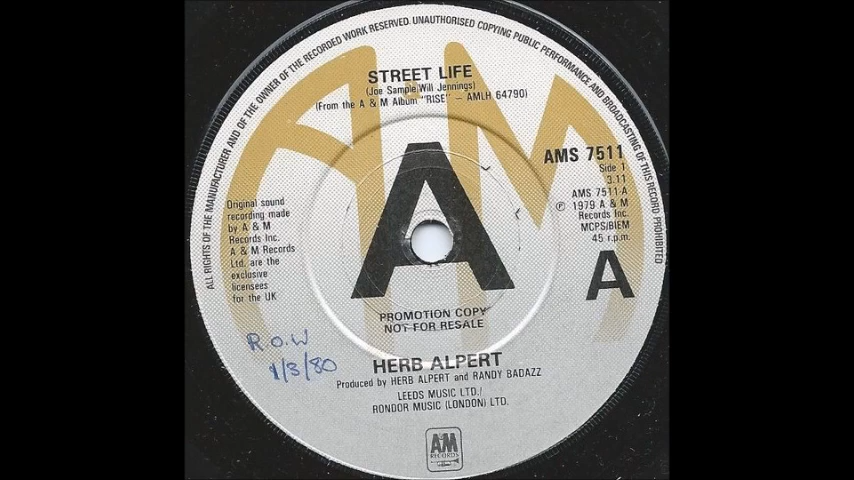 ALL RIGHTS OF THE MANUFACTURER AND OF THE OWNER OF THE RECORDED WORK RESERVED. UNAUTHORISED COPYING PUBLIC PERFORMANCE AND BROADCASTING OF THIS RECORD PROHIBITED
STREET LIFE
(Joe Sample/Will Jennings)
(From the A & M Album "RISE" – AMLH 64790)
AMS 7511
Side 1
3.11
AMS 7511-A
℗ 1979 A & M
Records Inc.
MCPS/BIEM
45 r.p.m.
A
A
Original sound
recording made
by A & M
Records Inc.
A & M Records
Ltd. are the
exclusive
licensees
for the UK
PROMOTION COPY
NOT FOR RESALE
R.O.W
1/3/80
HERB ALPERT
Produced by HERB ALPERT and RANDY BADAZZ
LEEDS MUSIC LTD./
RONDOR MUSIC (LONDON) LTD.
A&M
RECORDS